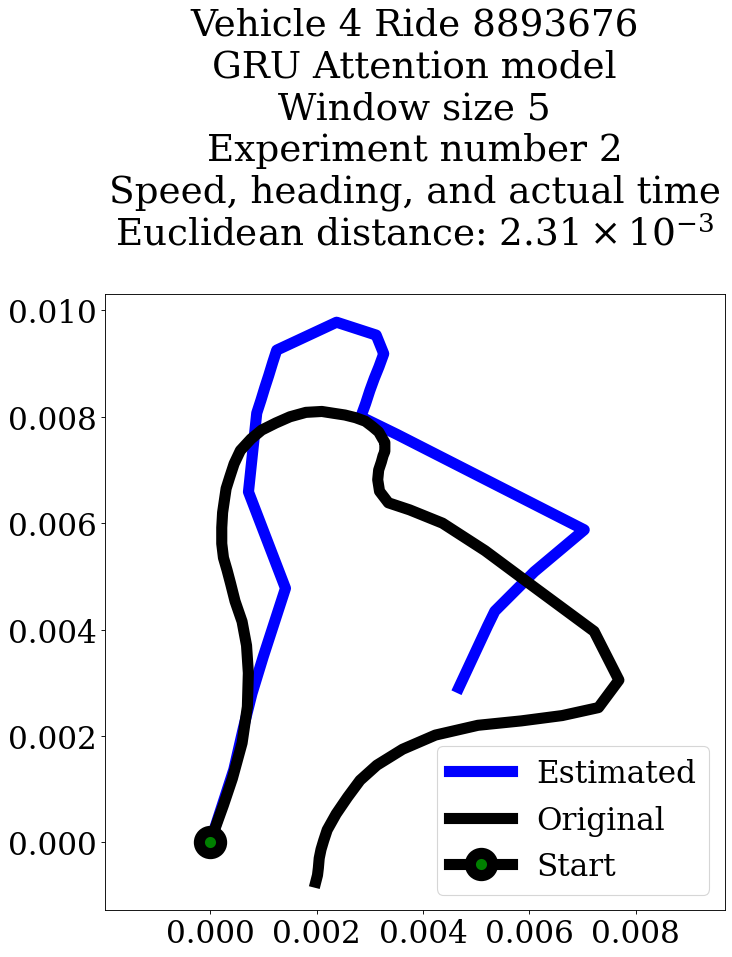 Vehicle 4 Ride 8893676
GRU Attention model
Window size 5
Experiment number 2
Speed, heading, and actual time
Euclidean distance: 2.31 × 10⁻³
0.010
0.008
0.006
0.004
0.002
0.000
Estimated
Original
Start
0.000 0.002 0.004 0.006 0.008